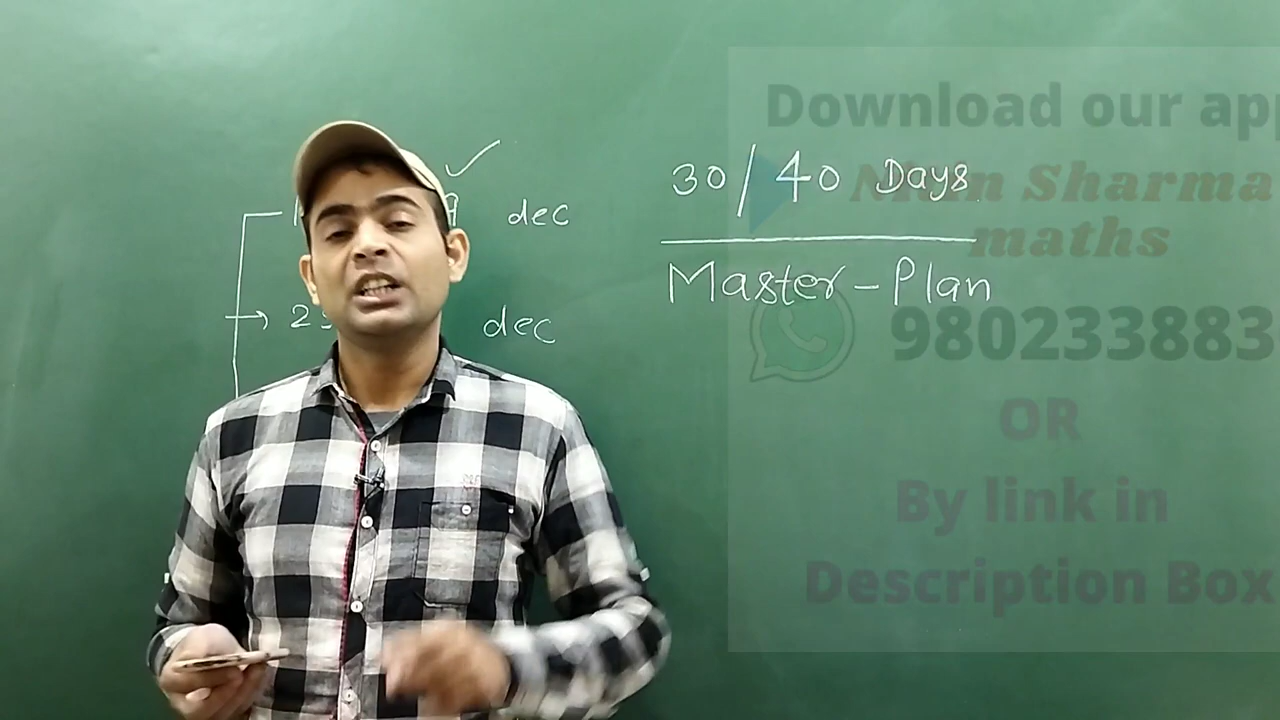 dec
dec
30/40 Days
Master-Plan
Download our app
Sharma
maths
980233883
OR
By link in
Description Box